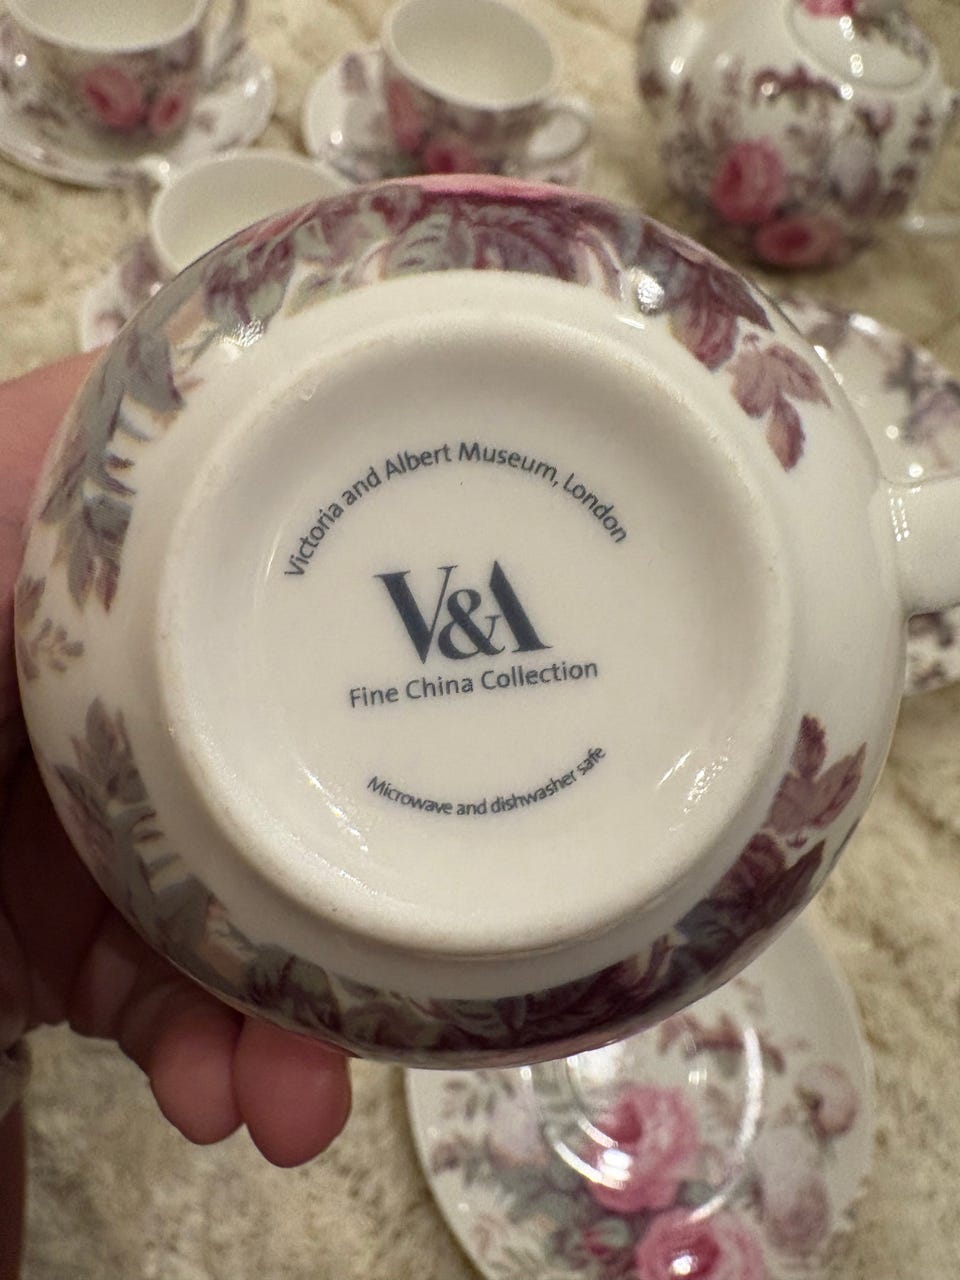 Victoria and Albert Museum, London
V&A
Fine China Collection
Microwave and dishwasher safe